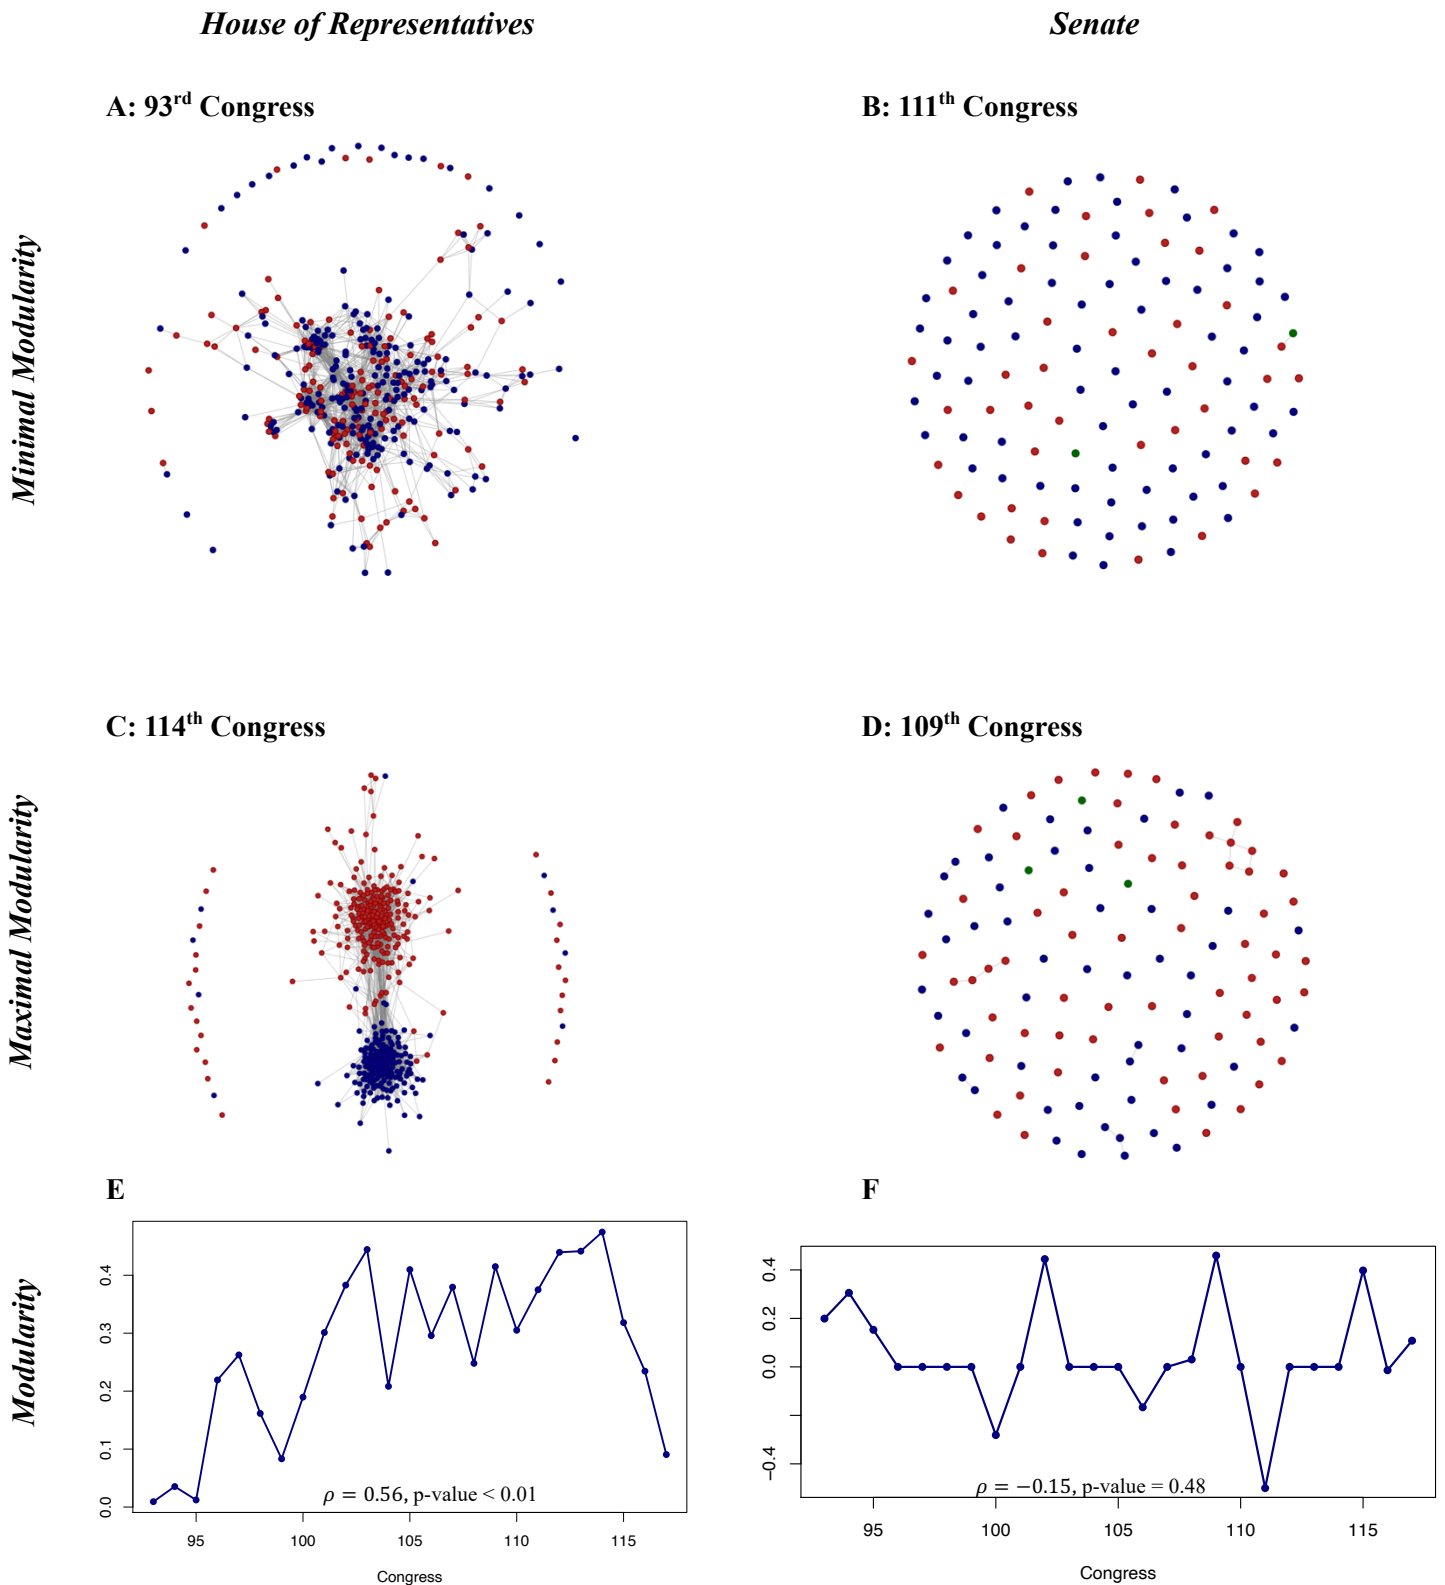 House of Representatives
Senate
A: 93rd Congress
B: 111th Congress
Minimal Modularity
C: 114th Congress
D: 109th Congress
Maximal Modularity
E
F
Modularity
0.4
0.3
0.2
0.1
0.0
ρ = 0.56, p-value < 0.01
95
100
105
110
115
Congress
0.4
0.2
0.0
−0.4
ρ = −0.15, p-value = 0.48
95
100
105
110
115
Congress